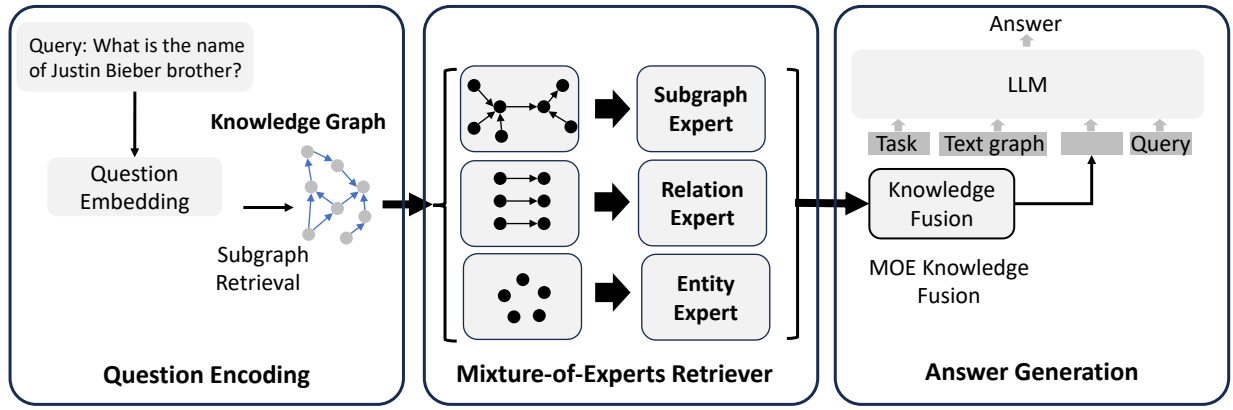 Query: What is the name
of Justin Bieber brother?
Knowledge Graph
Question
Embedding
Subgraph
Retrieval
Question Encoding
Subgraph
Expert
Relation
Expert
Entity
Expert
Mixture-of-Experts Retriever
Answer
LLM
Task
Text graph
Query
Knowledge
Fusion
MOE Knowledge
Fusion
Answer Generation